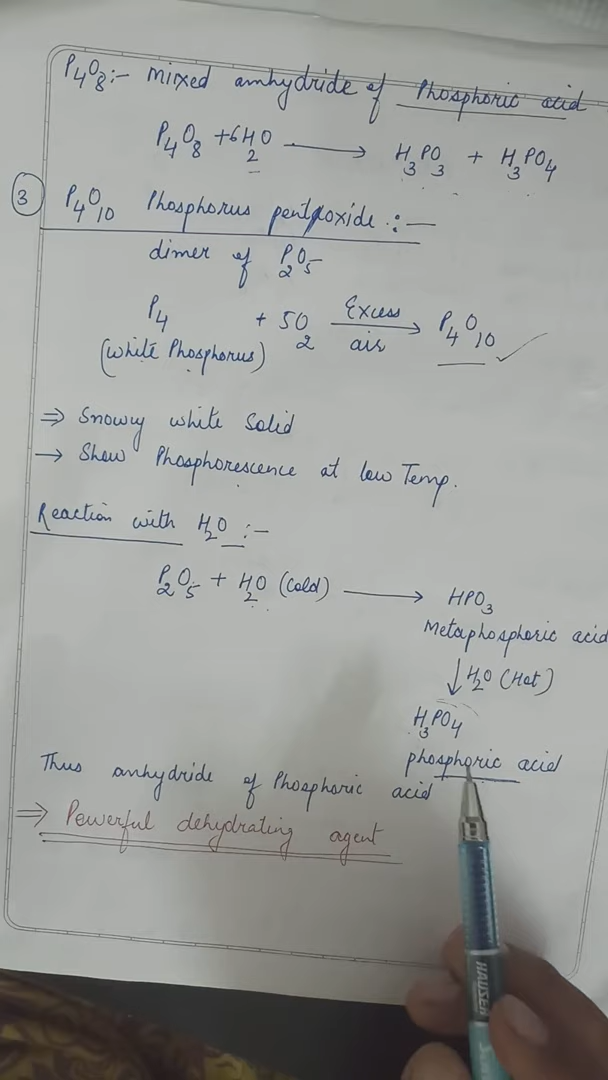 P₄O₈:- mixed anhydride of Phosphoric acid
P₄O₈ + 6H₂O ⟶ H₃PO₃ + H₃PO₄
③ P₄O₁₀ Phosphorus pentoxide :—
dimer of P₂O₅
P₄ + 5O₂ Excess air ⟶ P₄O₁₀ ✓
(White Phosphorus)
⇒ Snowy white Solid
→ Show Phosphorescence at low Temp.
Reaction with H₂O :—
P₂O₅ + H₂O (Cold) ⟶ HPO₃
Metaphosphoric acid
↓ H₂O (Hot)
H₃PO₄
phosphoric acid
Thus anhydride of Phosphoric acid
⇒ Powerful dehydrating agent
HAUSER